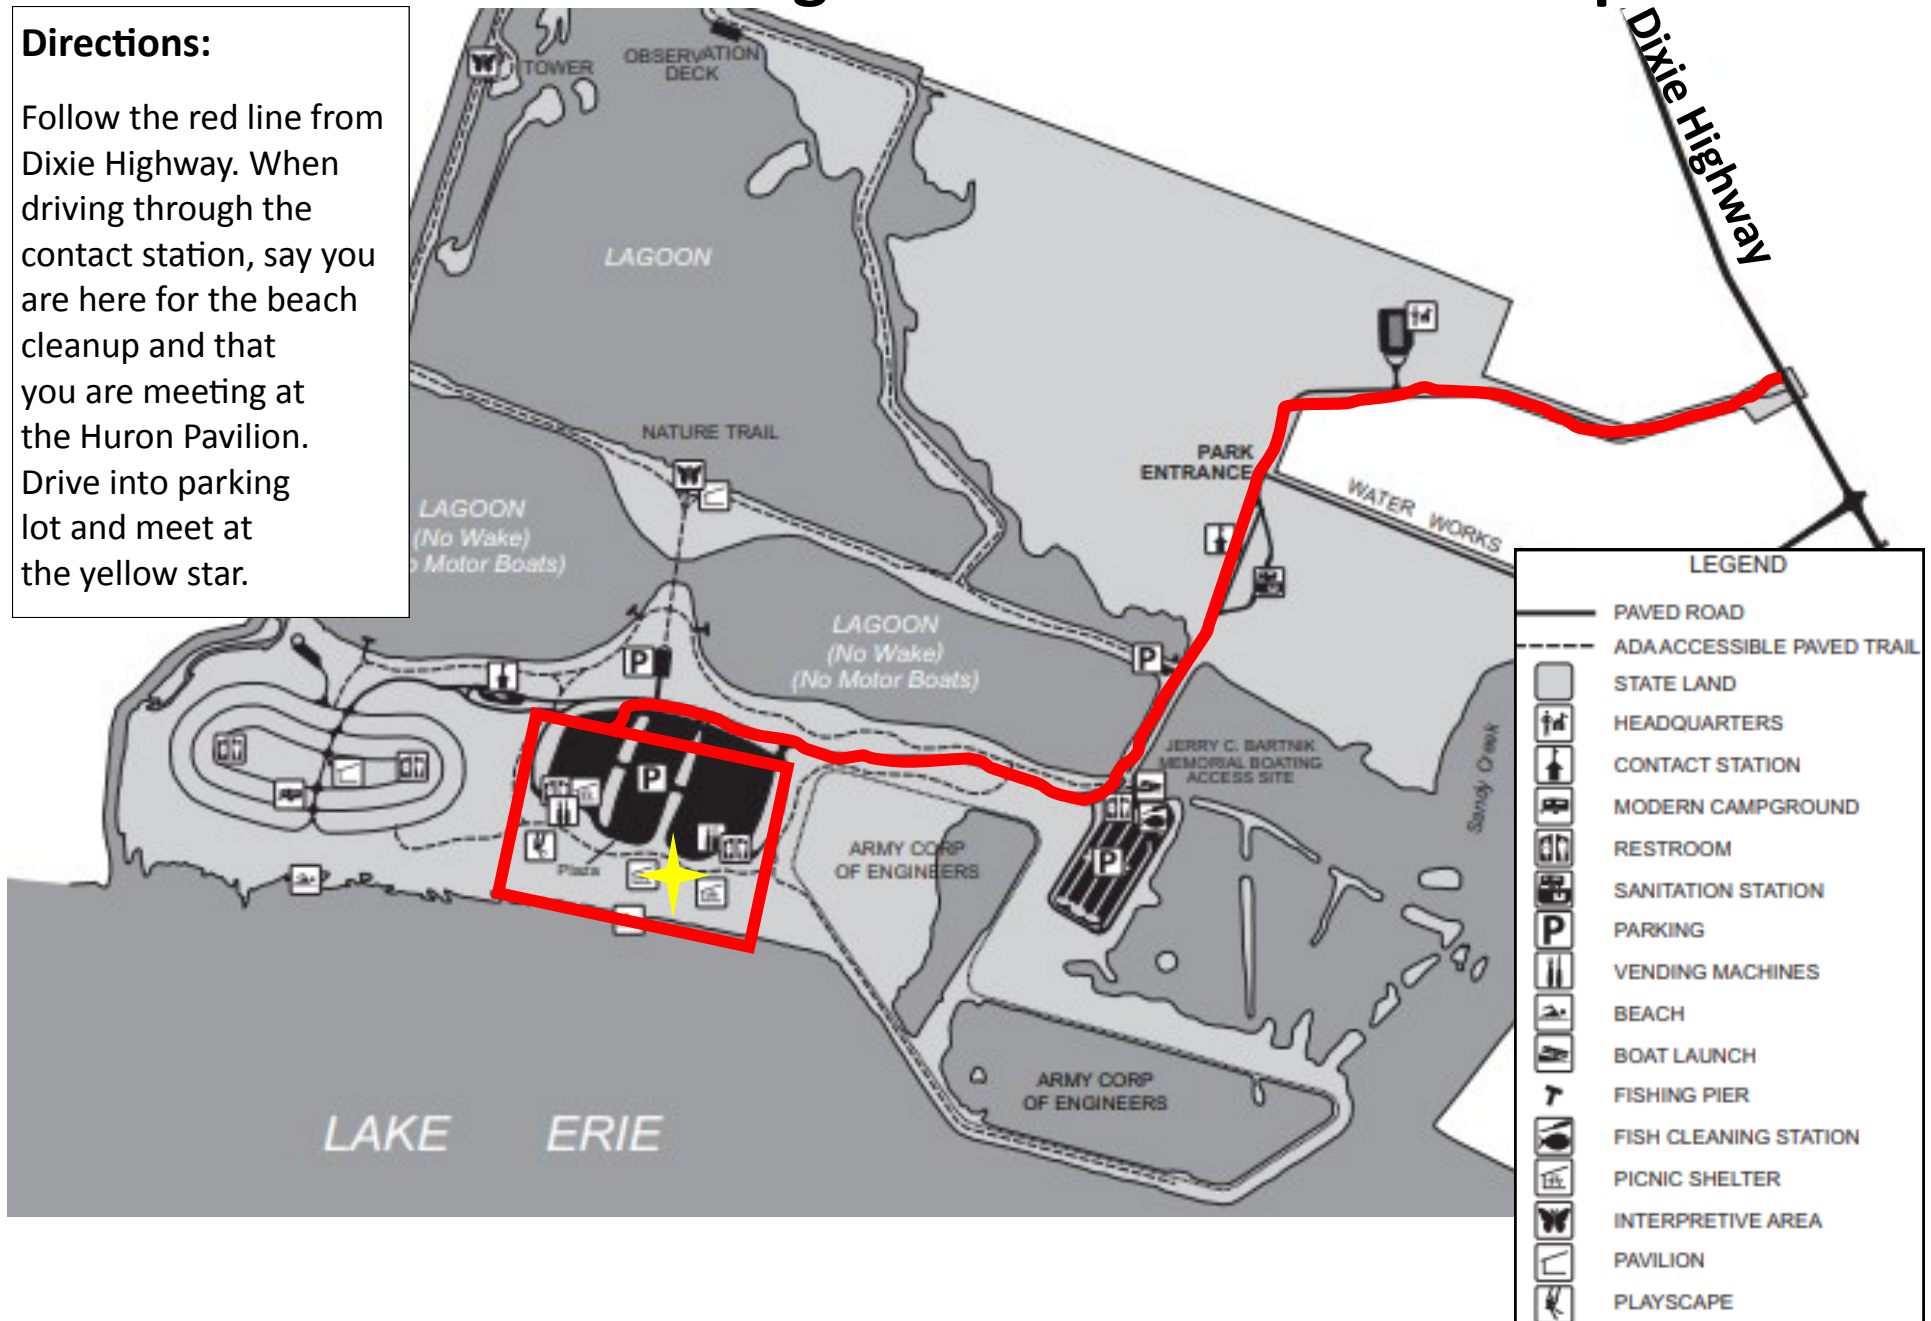 Directions:
Follow the red line from
Dixie Highway. When
driving through the
contact station, say you
are here for the beach
cleanup and that
you are meeting at
the Huron Pavilion.
Drive into parking
lot and meet at
the yellow star.
Dixie Highway
TOWER
OBSERVATION
DECK
LAGOON
NATURE TRAIL
PARK
ENTRANCE
WATER WORKS
LAGOON
(No Wake)
Motor Boats)
LAGOON
(No Wake)
(No Motor Boats)
P
P
JERRY C. BARTNIK
MEMORIAL BOATING
ACCESS SITE
Sandy Creek
P
P
Plaza
ARMY CORP
OF ENGINEERS
ARMY CORP
OF ENGINEERS
LAKE ERIE
LEGEND
PAVED ROAD
ADA ACCESSIBLE PAVED TRAIL
STATE LAND
HEADQUARTERS
CONTACT STATION
MODERN CAMPGROUND
RESTROOM
SANITATION STATION
P PARKING
VENDING MACHINES
BEACH
BOAT LAUNCH
FISHING PIER
FISH CLEANING STATION
PICNIC SHELTER
INTERPRETIVE AREA
PAVILION
PLAYSCAPE